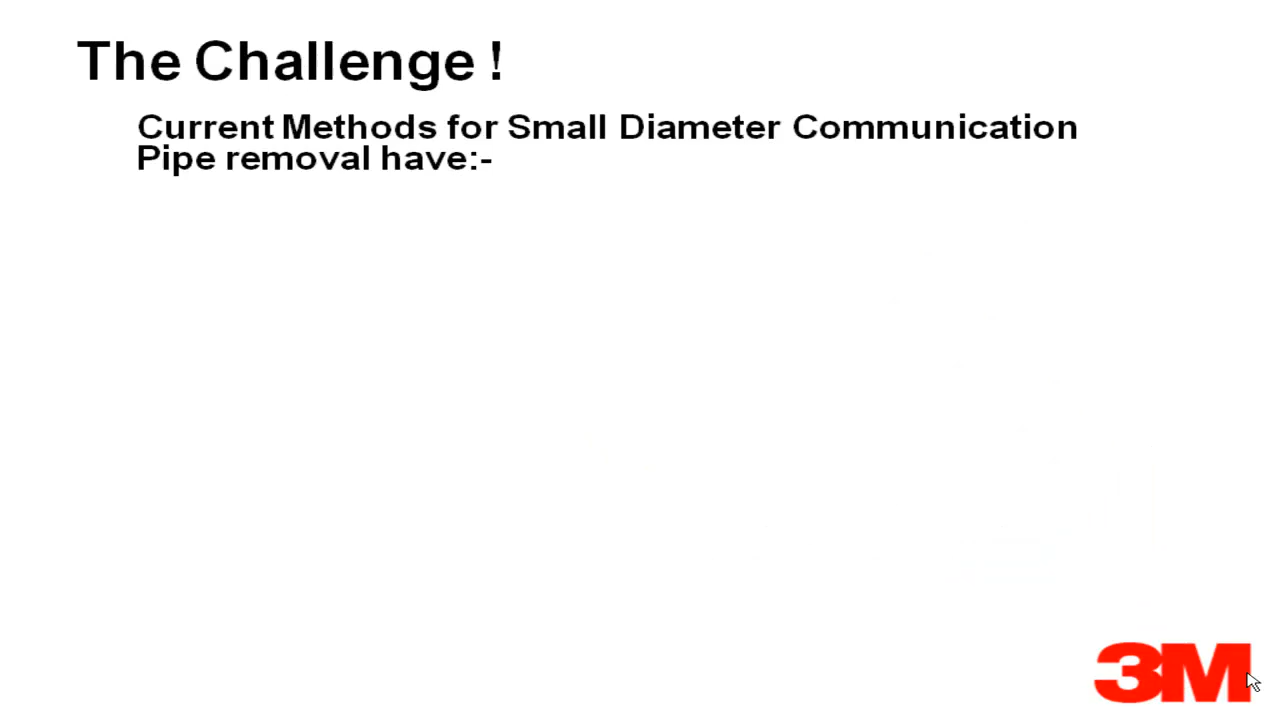 The Challenge !
Current Methods for Small Diameter Communication
Pipe removal have:-
3M